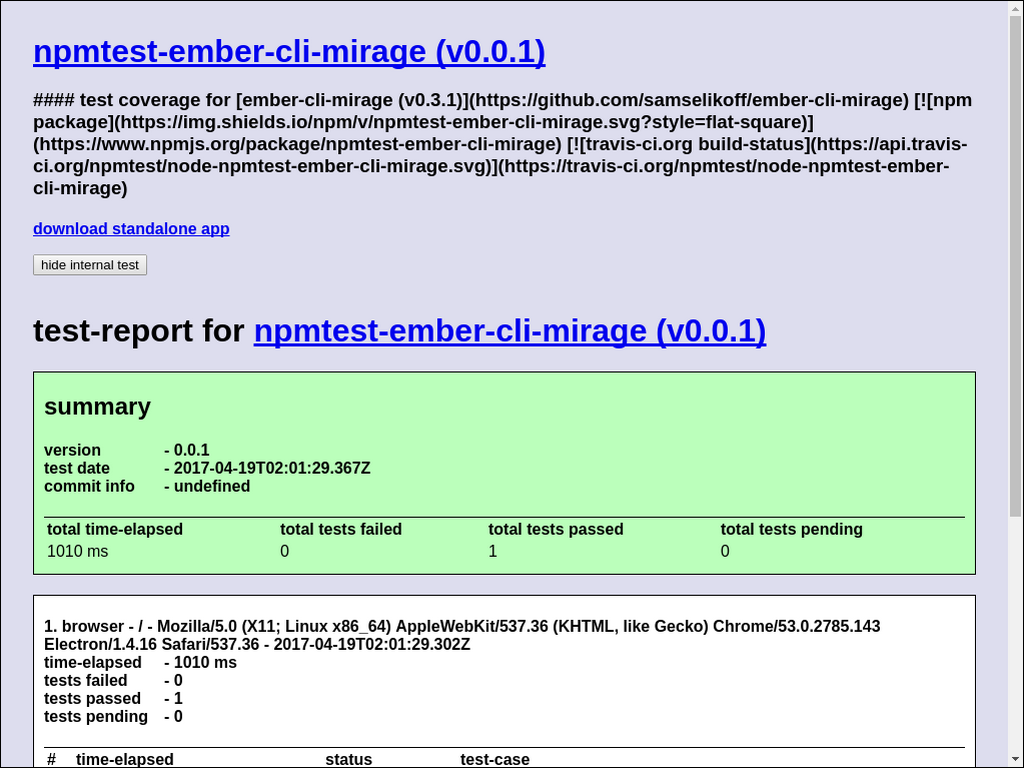 npmtest-ember-cli-mirage (v0.0.1)
#### test coverage for [ember-cli-mirage (v0.3.1)](https://github.com/samselikoff/ember-cli-mirage) [![npm
package](https://img.shields.io/npm/v/npmtest-ember-cli-mirage.svg?style=flat-square)]
(https://www.npmjs.org/package/npmtest-ember-cli-mirage) [![travis-ci.org build-status](https://api.travis-
ci.org/npmtest/node-npmtest-ember-cli-mirage.svg)](https://travis-ci.org/npmtest/node-npmtest-ember-
cli-mirage)
download standalone app
hide internal test
test-report for npmtest-ember-cli-mirage (v0.0.1)
summary
version - 0.0.1
test date - 2017-04-19T02:01:29.367Z
commit info - undefined
total time-elapsed total tests failed total tests passed total tests pending
1010 ms 0 1 0
1. browser - / - Mozilla/5.0 (X11; Linux x86_64) AppleWebKit/537.36 (KHTML, like Gecko) Chrome/53.0.2785.143
Electron/1.4.16 Safari/537.36 - 2017-04-19T02:01:29.302Z
time-elapsed - 1010 ms
tests failed - 0
tests passed - 1
tests pending - 0
# time-elapsed status test-case